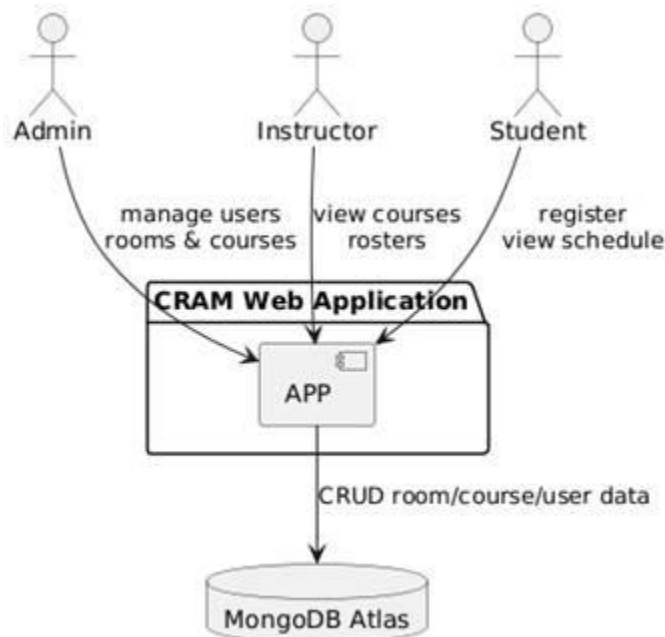 Admin
Instructor
Student
manage users
rooms & courses
view courses
rosters
register
view schedule
CRAM Web Application
APP
CRUD room/course/user data
MongoDB Atlas